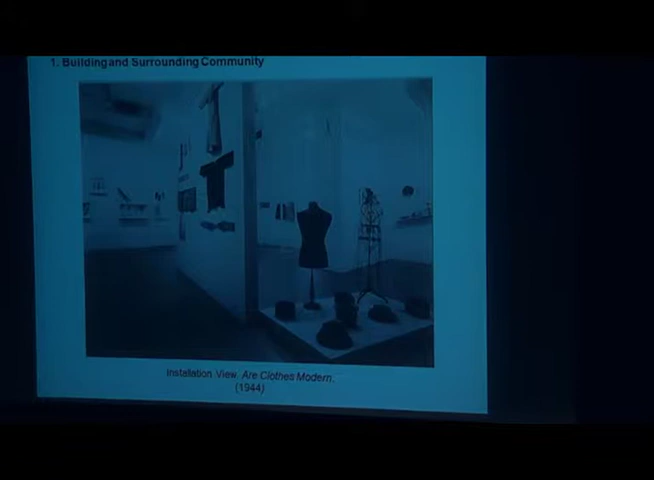 1. Building and Surrounding Community
Installation View. Are Clothes Modern.
(1944)